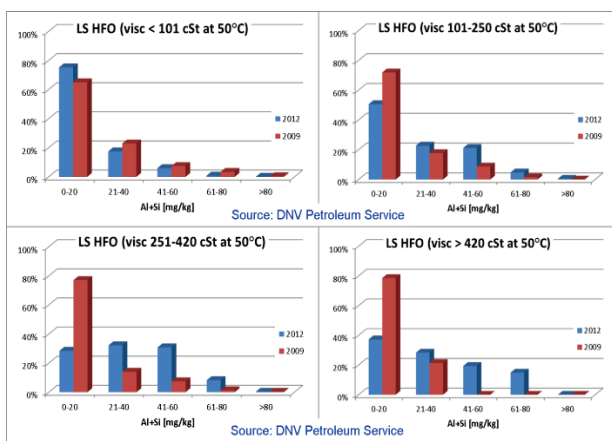 LS HFO (visc < 101 cSt at 50°C)
100%
80%
60%
40%
20%
0%
2012
2009
0-20 21-40 41-60 61-80 >80
Al+Si [mg/kg]
Source: DNV Petroleum Service
LS HFO (visc 101-250 cSt at 50°C)
100%
80%
60%
40%
20%
0%
2012
2009
0-20 21-40 41-60 61-80 >80
Al+Si [mg/kg]
Source: DNV Petroleum Service
LS HFO (visc 251-420 cSt at 50°C)
100%
80%
60%
40%
20%
0%
2012
2009
0-20 21-40 41-60 61-80 >80
Al+Si [mg/kg]
Source: DNV Petroleum Service
LS HFO (visc > 420 cSt at 50°C)
100%
80%
60%
40%
20%
0%
2012
2009
0-20 21-40 41-60 61-80 >80
Al+Si [mg/kg]